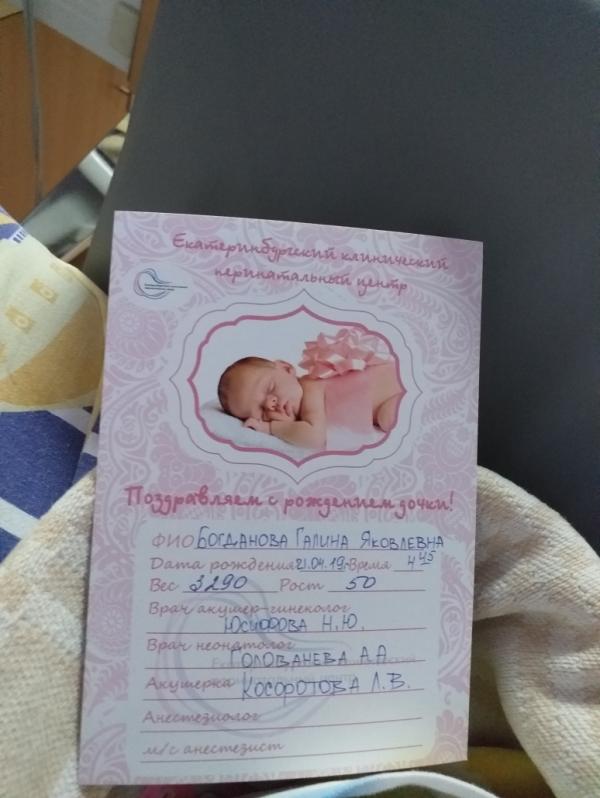 Екатеринбургский клинический
перинатальный центр
Поздравляем с рождением дочки!
ФИО Богданова Галина Яковлевна
Дата рождения 21.04.19. Время 4 45
Вес 3290 Рост 50
Врач акушер-гинеколог
Юсифова Н.Ю.
Врач неонатолог
Голованева А.А
Акушерка Косоротова Л.В.
Анестезиолог
м/с анестезист